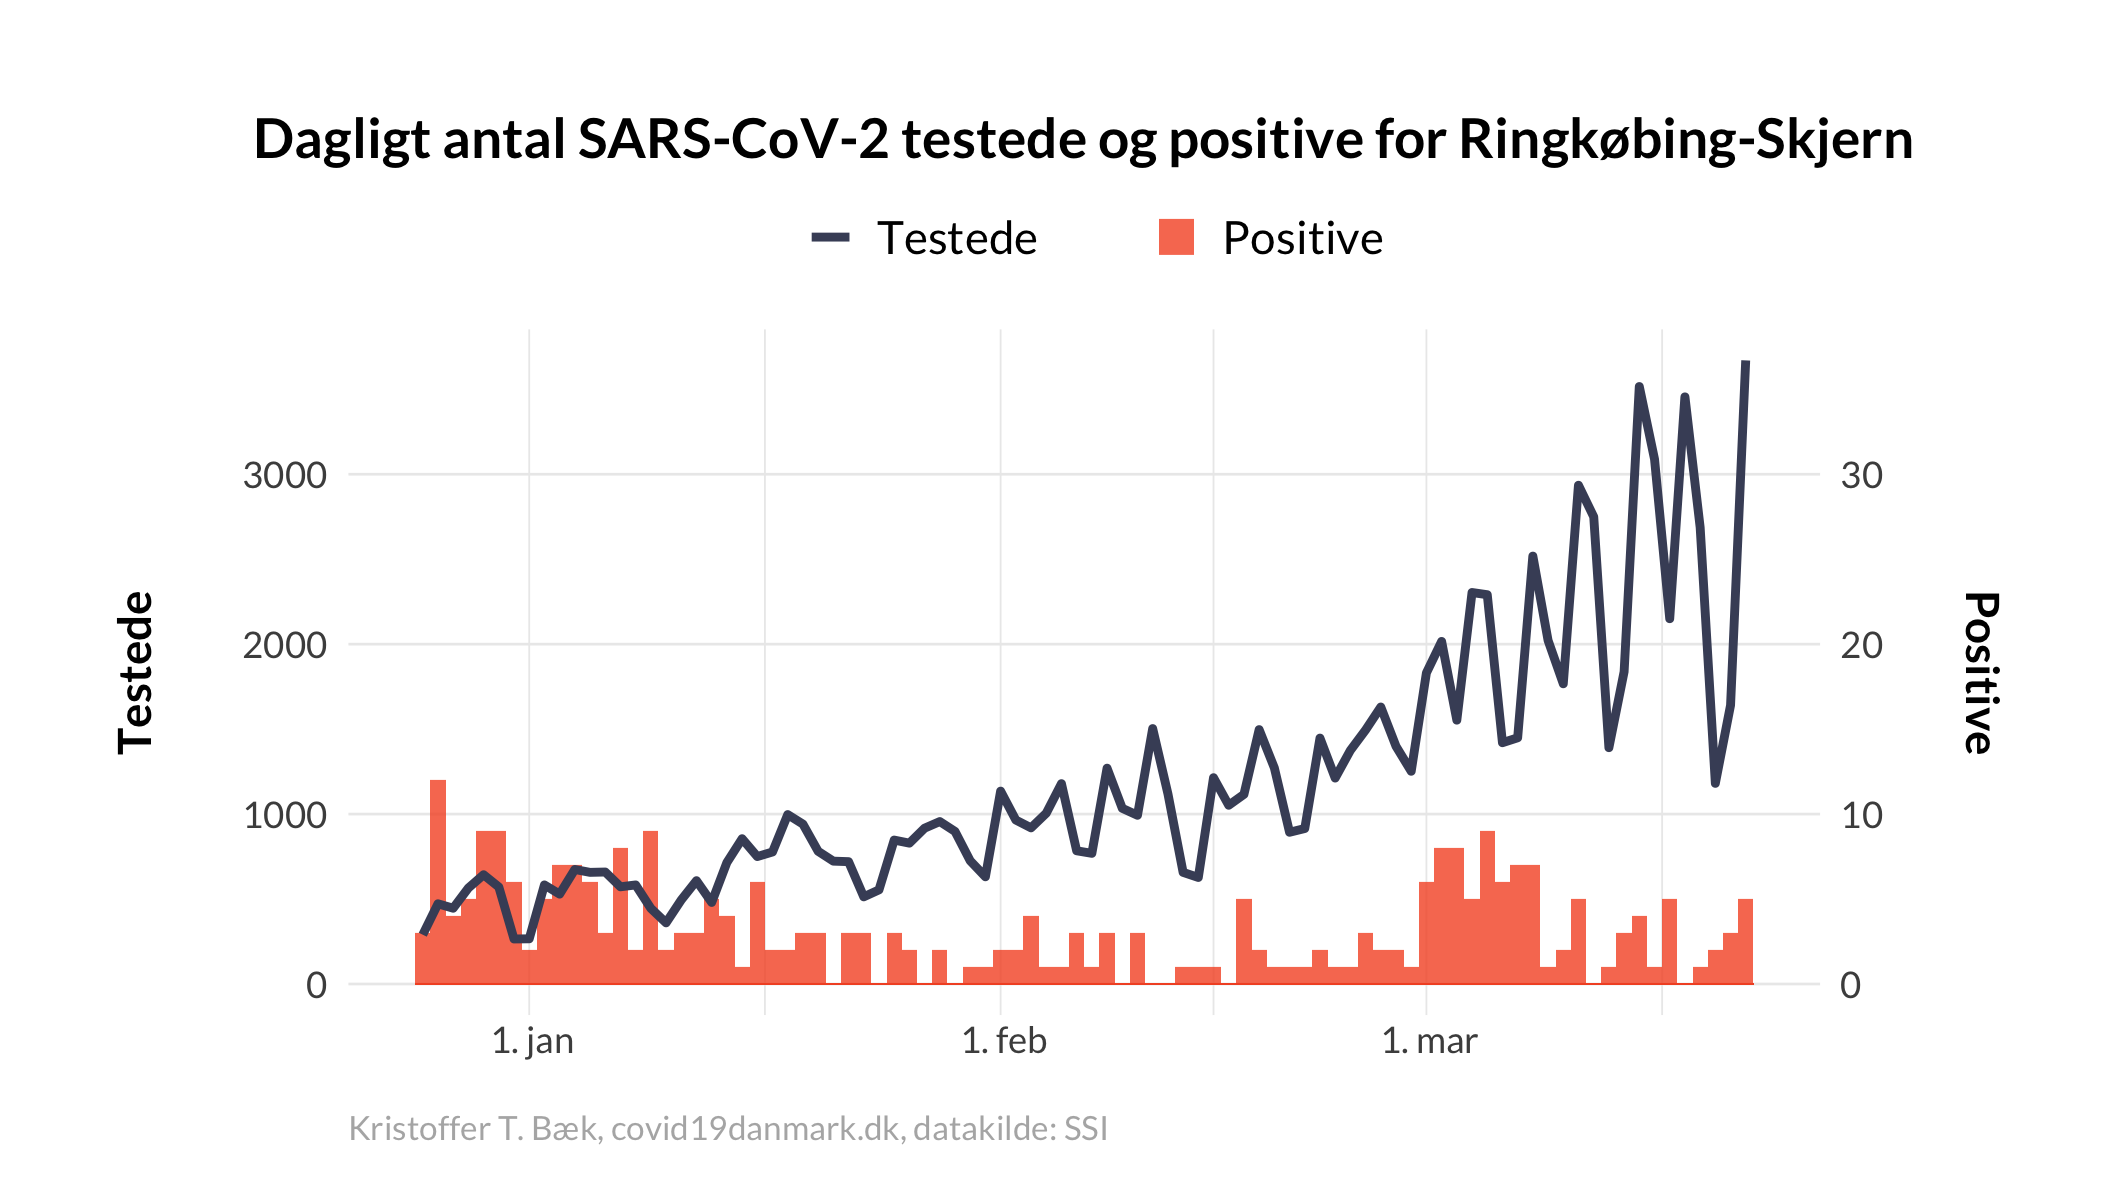 Dagligt antal SARS-CoV-2 testede og positive for Ringkøbing-Skjern
Testede
Positive
3000
2000
1000
0
Testede
30
20
10
0
Positive
1. jan
1. feb
1. mar
Kristoffer T. Bæk, covid19danmark.dk, datakilde: SSI